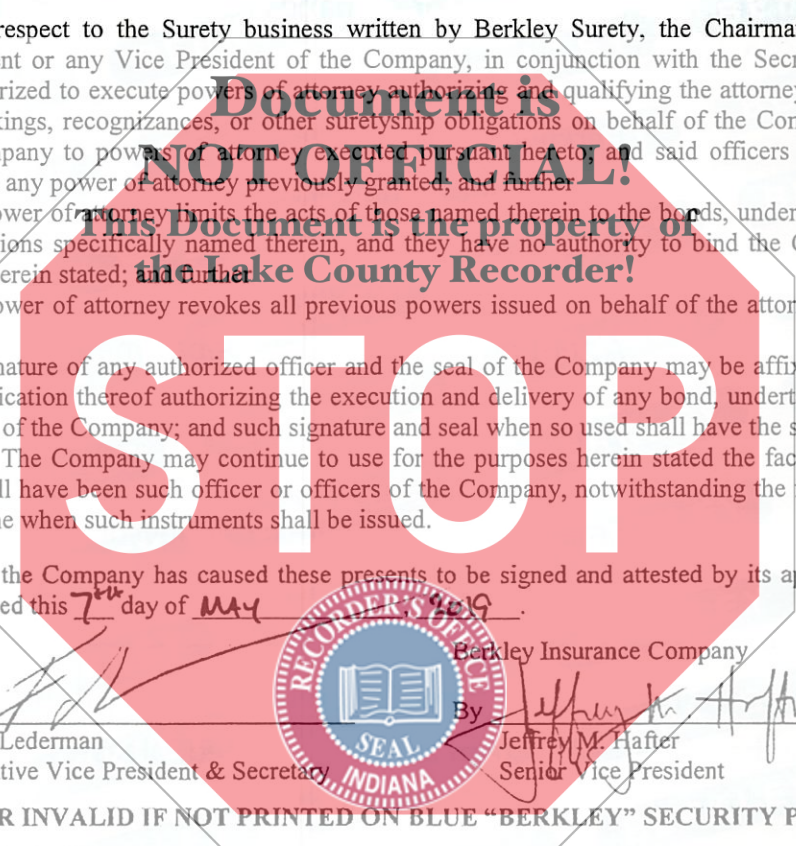 respect to the Surety business written by Berkley Surety, the Chairma
nt or any Vice President of the Company, in conjunction with the Secr
rized to execute powers of attorney authorizing and qualifying the attorney
Document is
kings, recognizances, or other suretyship obligations on behalf of the Com
pany to powers of attorney executed pursuant hereto; and said officers
NOT OFFICIAL!
any power of attorney previously granted; and further
ower of attorney limits the acts of those named therein to the bonds, under
This Document is the property of
ions specifically named therein, and they have no authority to bind the C
erein stated; and further
the Lake County Recorder!
ower of attorney revokes all previous powers issued on behalf of the attor
nature of any authorized officer and the seal of the Company may be affix
ication thereof authorizing the execution and delivery of any bond, undert
of the Company; and such signature and seal when so used shall have the s
The Company may continue to use for the purposes herein stated the fac
ll have been such officer or officers of the Company, notwithstanding the
e when such instruments shall be issued.
STOP
the Company has caused these presents to be signed and attested by its ap
ed this 7th day of MAY, 2019.
RECORDER'S OFFICE
SEAL
INDIANA
Berkley Insurance Company
By Jeffrey M. Hafter
Lederman
Jeffrey M. Hafter
tive Vice President & Secretary
Senior Vice President
R INVALID IF NOT PRINTED ON BLUE “BERKLEY” SECURITY P